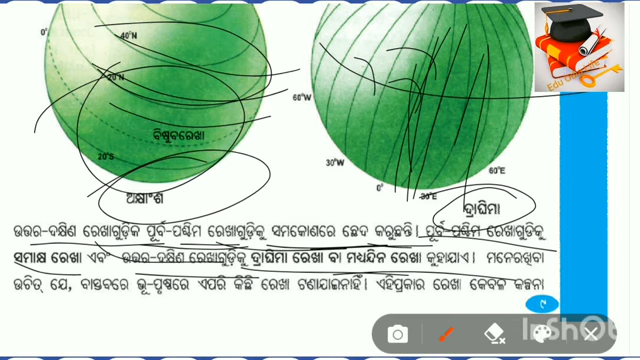 0°
40°N
20°N
ବିଷୁବରେଖା
20°S
ଅକ୍ଷାଂଶ
60°W
30°W
0°
30°E
60°E
ଦ୍ରାଘିମା
ଉତ୍ତର-ଦକ୍ଷିଣ ରେଖାଗୁଡ଼ିକ ପୂର୍ବ-ପଶ୍ଚିମ ରେଖାଗୁଡ଼ିକୁ ସମକୋଣରେ ଛେଦ କରୁଛନ୍ତି। ପୂର୍ବ-ପଶ୍ଚିମ ରେଖାଗୁଡ଼ିକୁ
ସମାକ୍ଷ ରେଖା ଏବଂ ଉତ୍ତର-ଦକ୍ଷିଣ ରେଖାଗୁଡ଼ିକୁ ଦ୍ରାଘିମା ରେଖା ବା ମଧ୍ୟନ୍ଦିନ ରେଖା କୁହାଯାଏ। ମନେରଖିବା
ଉଚିତ୍ ଯେ, ବାସ୍ତବରେ ଭୂ-ପୃଷ୍ଠରେ ଏପରି କିଛି ରେଖା ଟଣାଯାଇନାହିଁ। ଏହିପ୍ରକାର ରେଖା କେବଳ କଳ୍ପନା
୯
InShOt